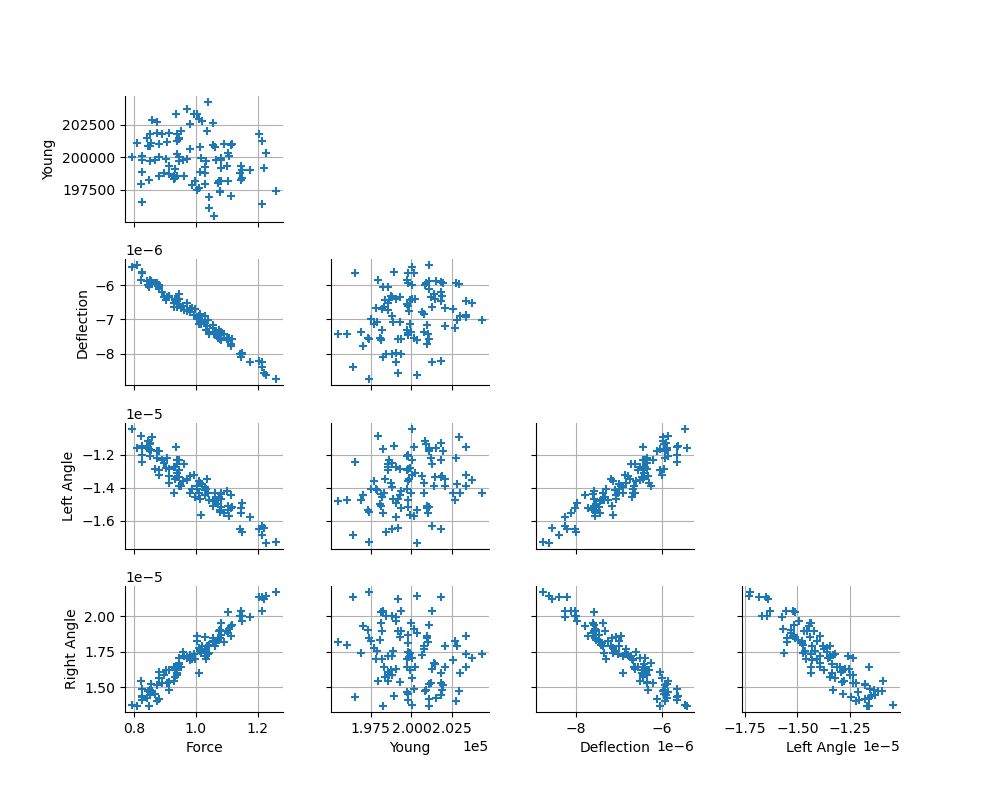 Young
202500
200000
197500
1e−6
Deflection
−6
−7
−8
1e−5
Left Angle
−1.2
−1.4
−1.6
1e−5
Right Angle
2.00
1.75
1.50
0.8 1.0 1.2
Force
1.975 2.000 2.025
Young 1e5
−8 −6
Deflection 1e−6
−1.75 −1.50 −1.25
Left Angle 1e−5